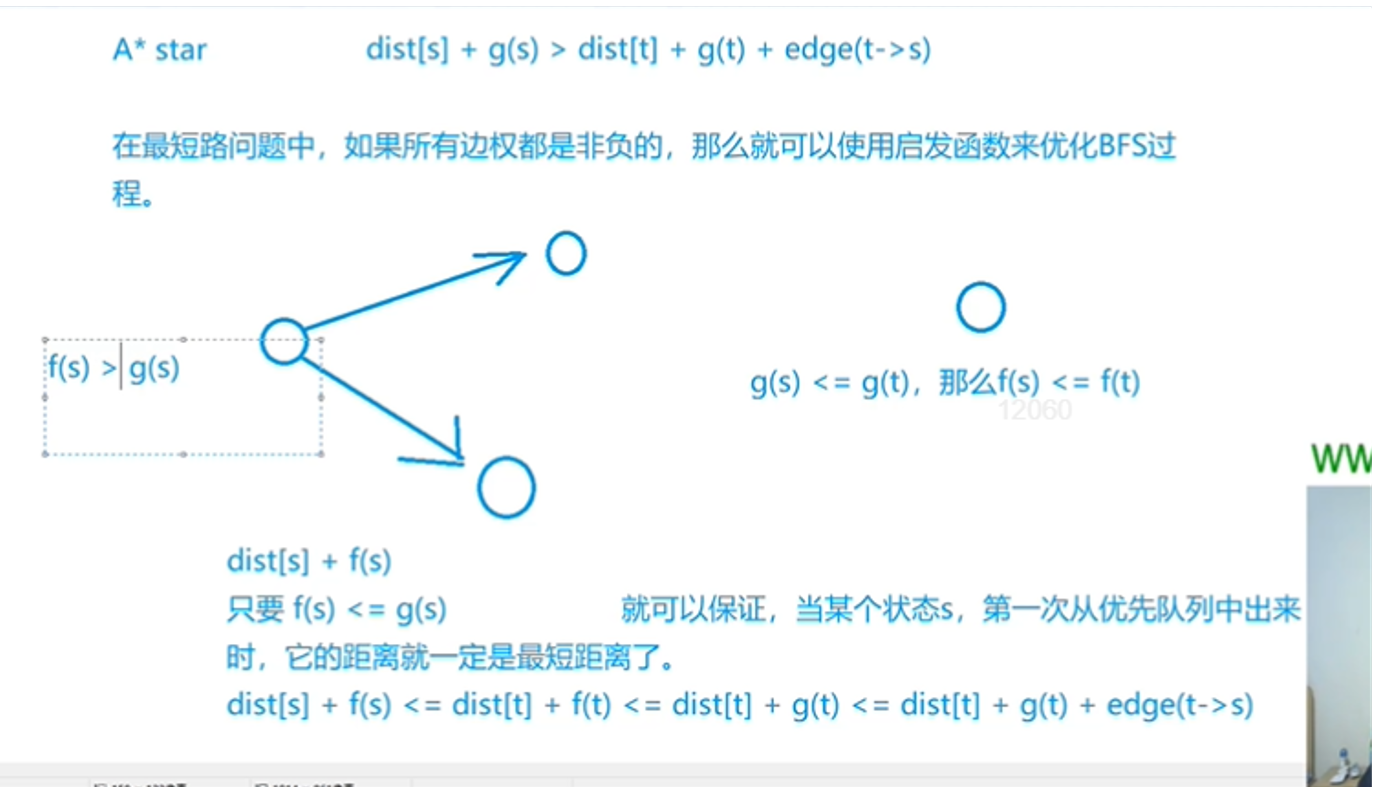 A* star dist[s] + g(s) > dist[t] + g(t) + edge(t->s)
在最短路问题中，如果所有边权都是非负的，那么就可以使用启发函数来优化BFS过
程。
f(s) > g(s)
g(s) <= g(t)，那么f(s) <= f(t)
12060
WW
dist[s] + f(s)
只要 f(s) <= g(s) 就可以保证，当某个状态s，第一次从优先队列中出来
时，它的距离就一定是最短距离了。
dist[s] + f(s) <= dist[t] + f(t) <= dist[t] + g(t) <= dist[t] + g(t) + edge(t->s)